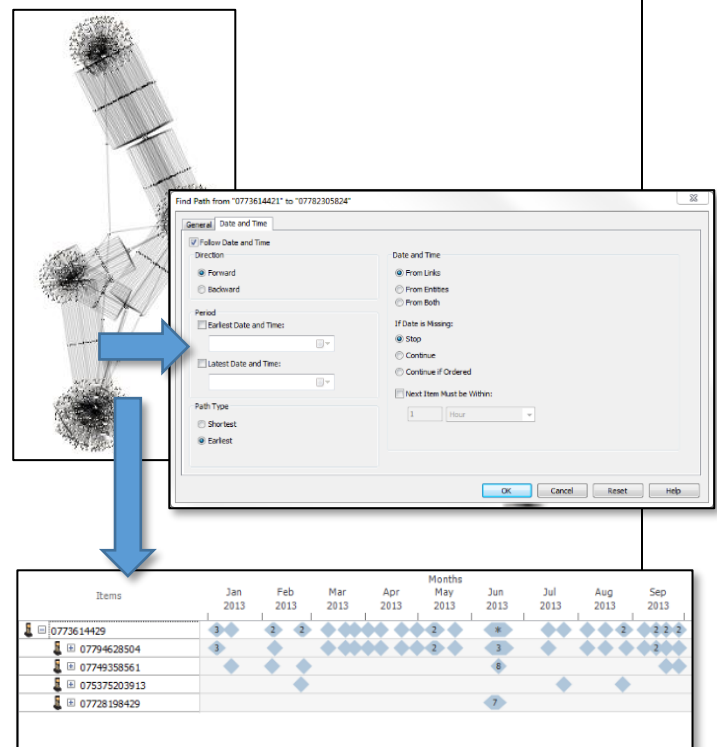 Find Path from "0773614421" to "07782305824"
General Date and Time
Follow Date and Time
Direction
Forward
Backward
Period
Earliest Date and Time:
Latest Date and Time:
Path Type
Shortest
Earliest
Date and Time
From Links
From Entities
From Both
If Date is Missing:
Stop
Continue
Continue if Ordered
Next Item Must be Within:
1 Hour
OK Cancel Reset Help
Months
Items Jan Feb Mar Apr May Jun Jul Aug Sep
2013 2013 2013 2013 2013 2013 2013 2013 2013
0773614429 3 2 2 2 * 2 2 2 2
07794628504 3 2 3 2
07749358561 8
075375203913
07728198429 7